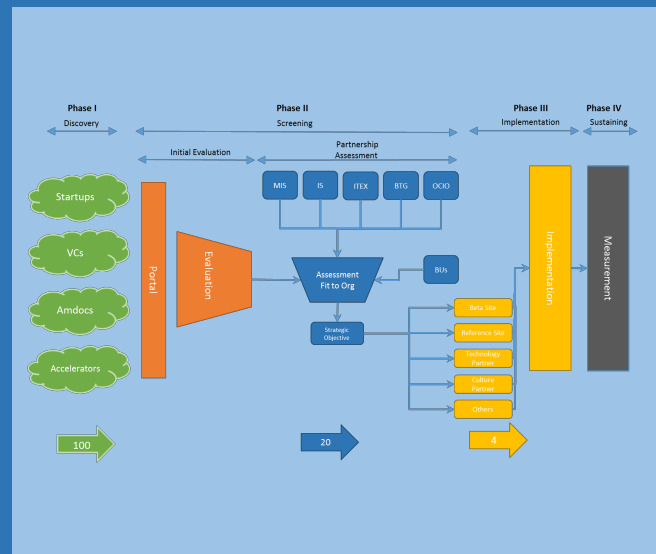 Phase I
Discovery
Phase II
Screening
Phase III
Implementation
Phase IV
Sustaining
Initial Evaluation
Partnership
Assessment
Startups
VCs
Amdocs
Accelerators
Portal
Evaluation
MIS
IS
ITEX
BTG
OCIO
Assessment
Fit to Org
BUs
Strategic
Objective
Beta Site
Reference Site
Technology
Partner
Culture
Partner
Others
Implementation
Measurement
100
20
4